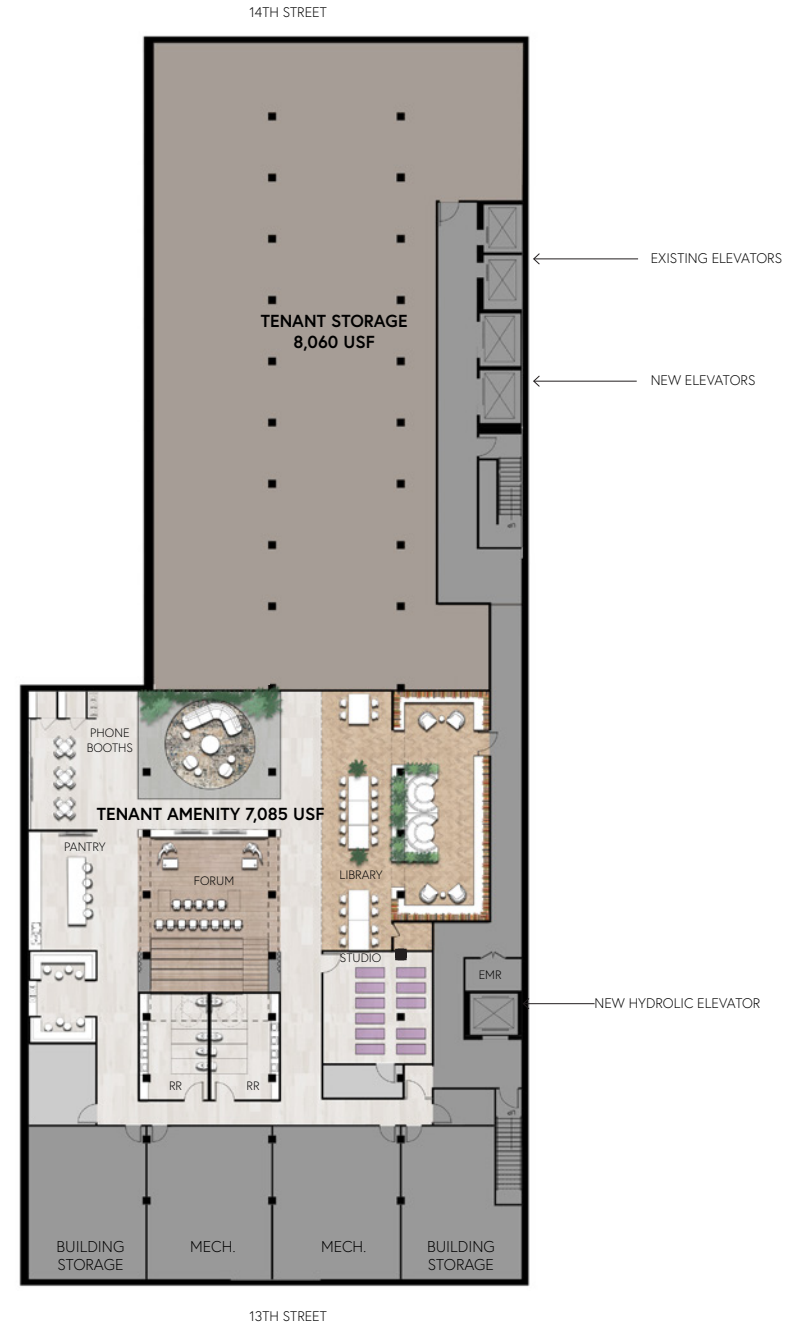 14TH STREET
EXISTING ELEVATORS
TENANT STORAGE
8,060 USF
NEW ELEVATORS
PHONE
BOOTHS
TENANT AMENITY 7,085 USF
PANTRY
FORUM
LIBRARY
STUDIO
EMR
NEW HYDROLIC ELEVATOR
RR
RR
BUILDING
STORAGE
MECH.
MECH.
BUILDING
STORAGE
13TH STREET